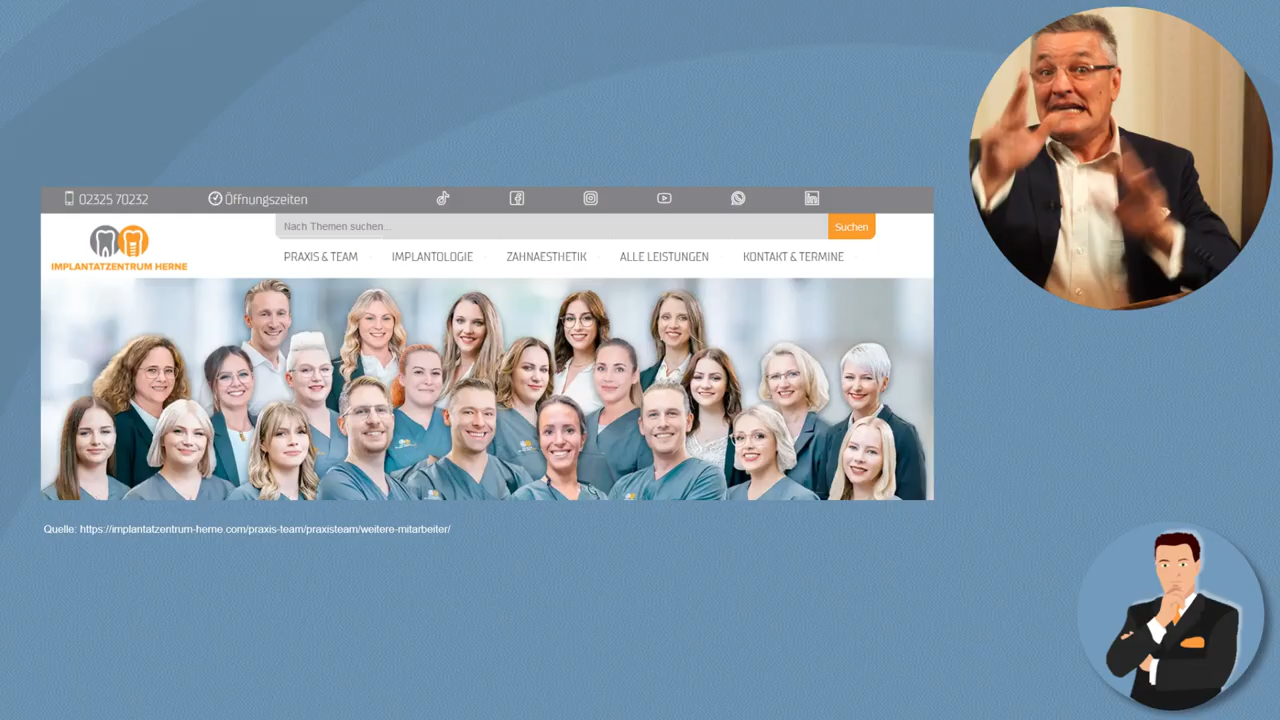 02325 70232
Öffnungszeiten
Nach Themen suchen...
Suchen
IMPLANTATZENTRUM HERNE
PRAXIS & TEAM
IMPLANTOLOGIE
ZAHNAESTHETIK
ALLE LEISTUNGEN
KONTAKT & TERMINE
Quelle: https://implantatzentrum-herne.com/praxis-team/praxisteam/weitere-mitarbeiter/